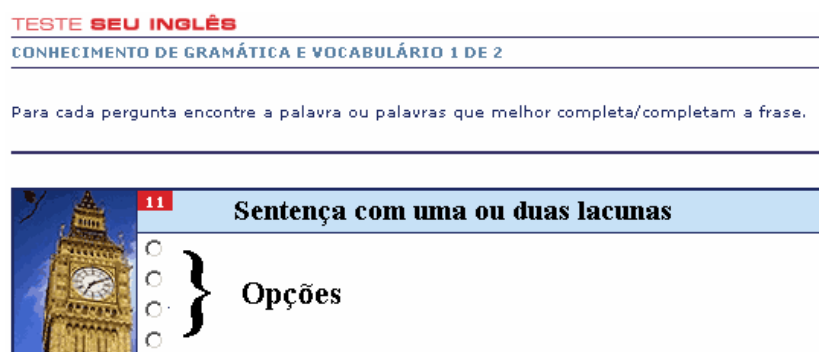 TESTE SEU INGLÊS
CONHECIMENTO DE GRAMÁTICA E VOCABULÁRIO 1 DE 2
Para cada pergunta encontre a palavra ou palavras que melhor completa/completam a frase.
11 Sentença com uma ou duas lacunas
} Opções